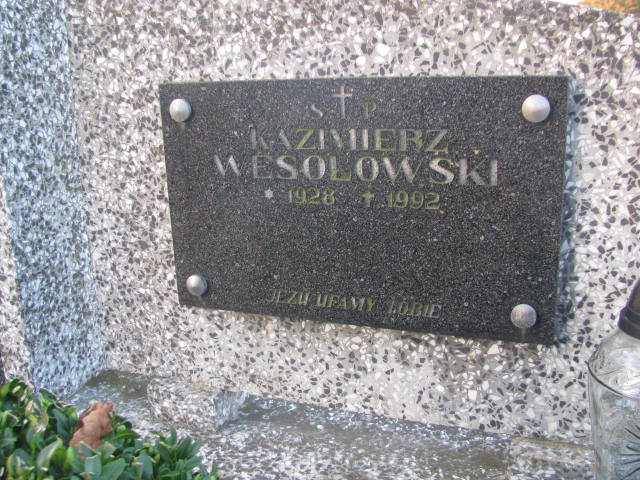 Ś † P
KAZIMIERZ
WESOŁOWSKI
* 1928 † 1992
JEZU UFAMY TOBIE